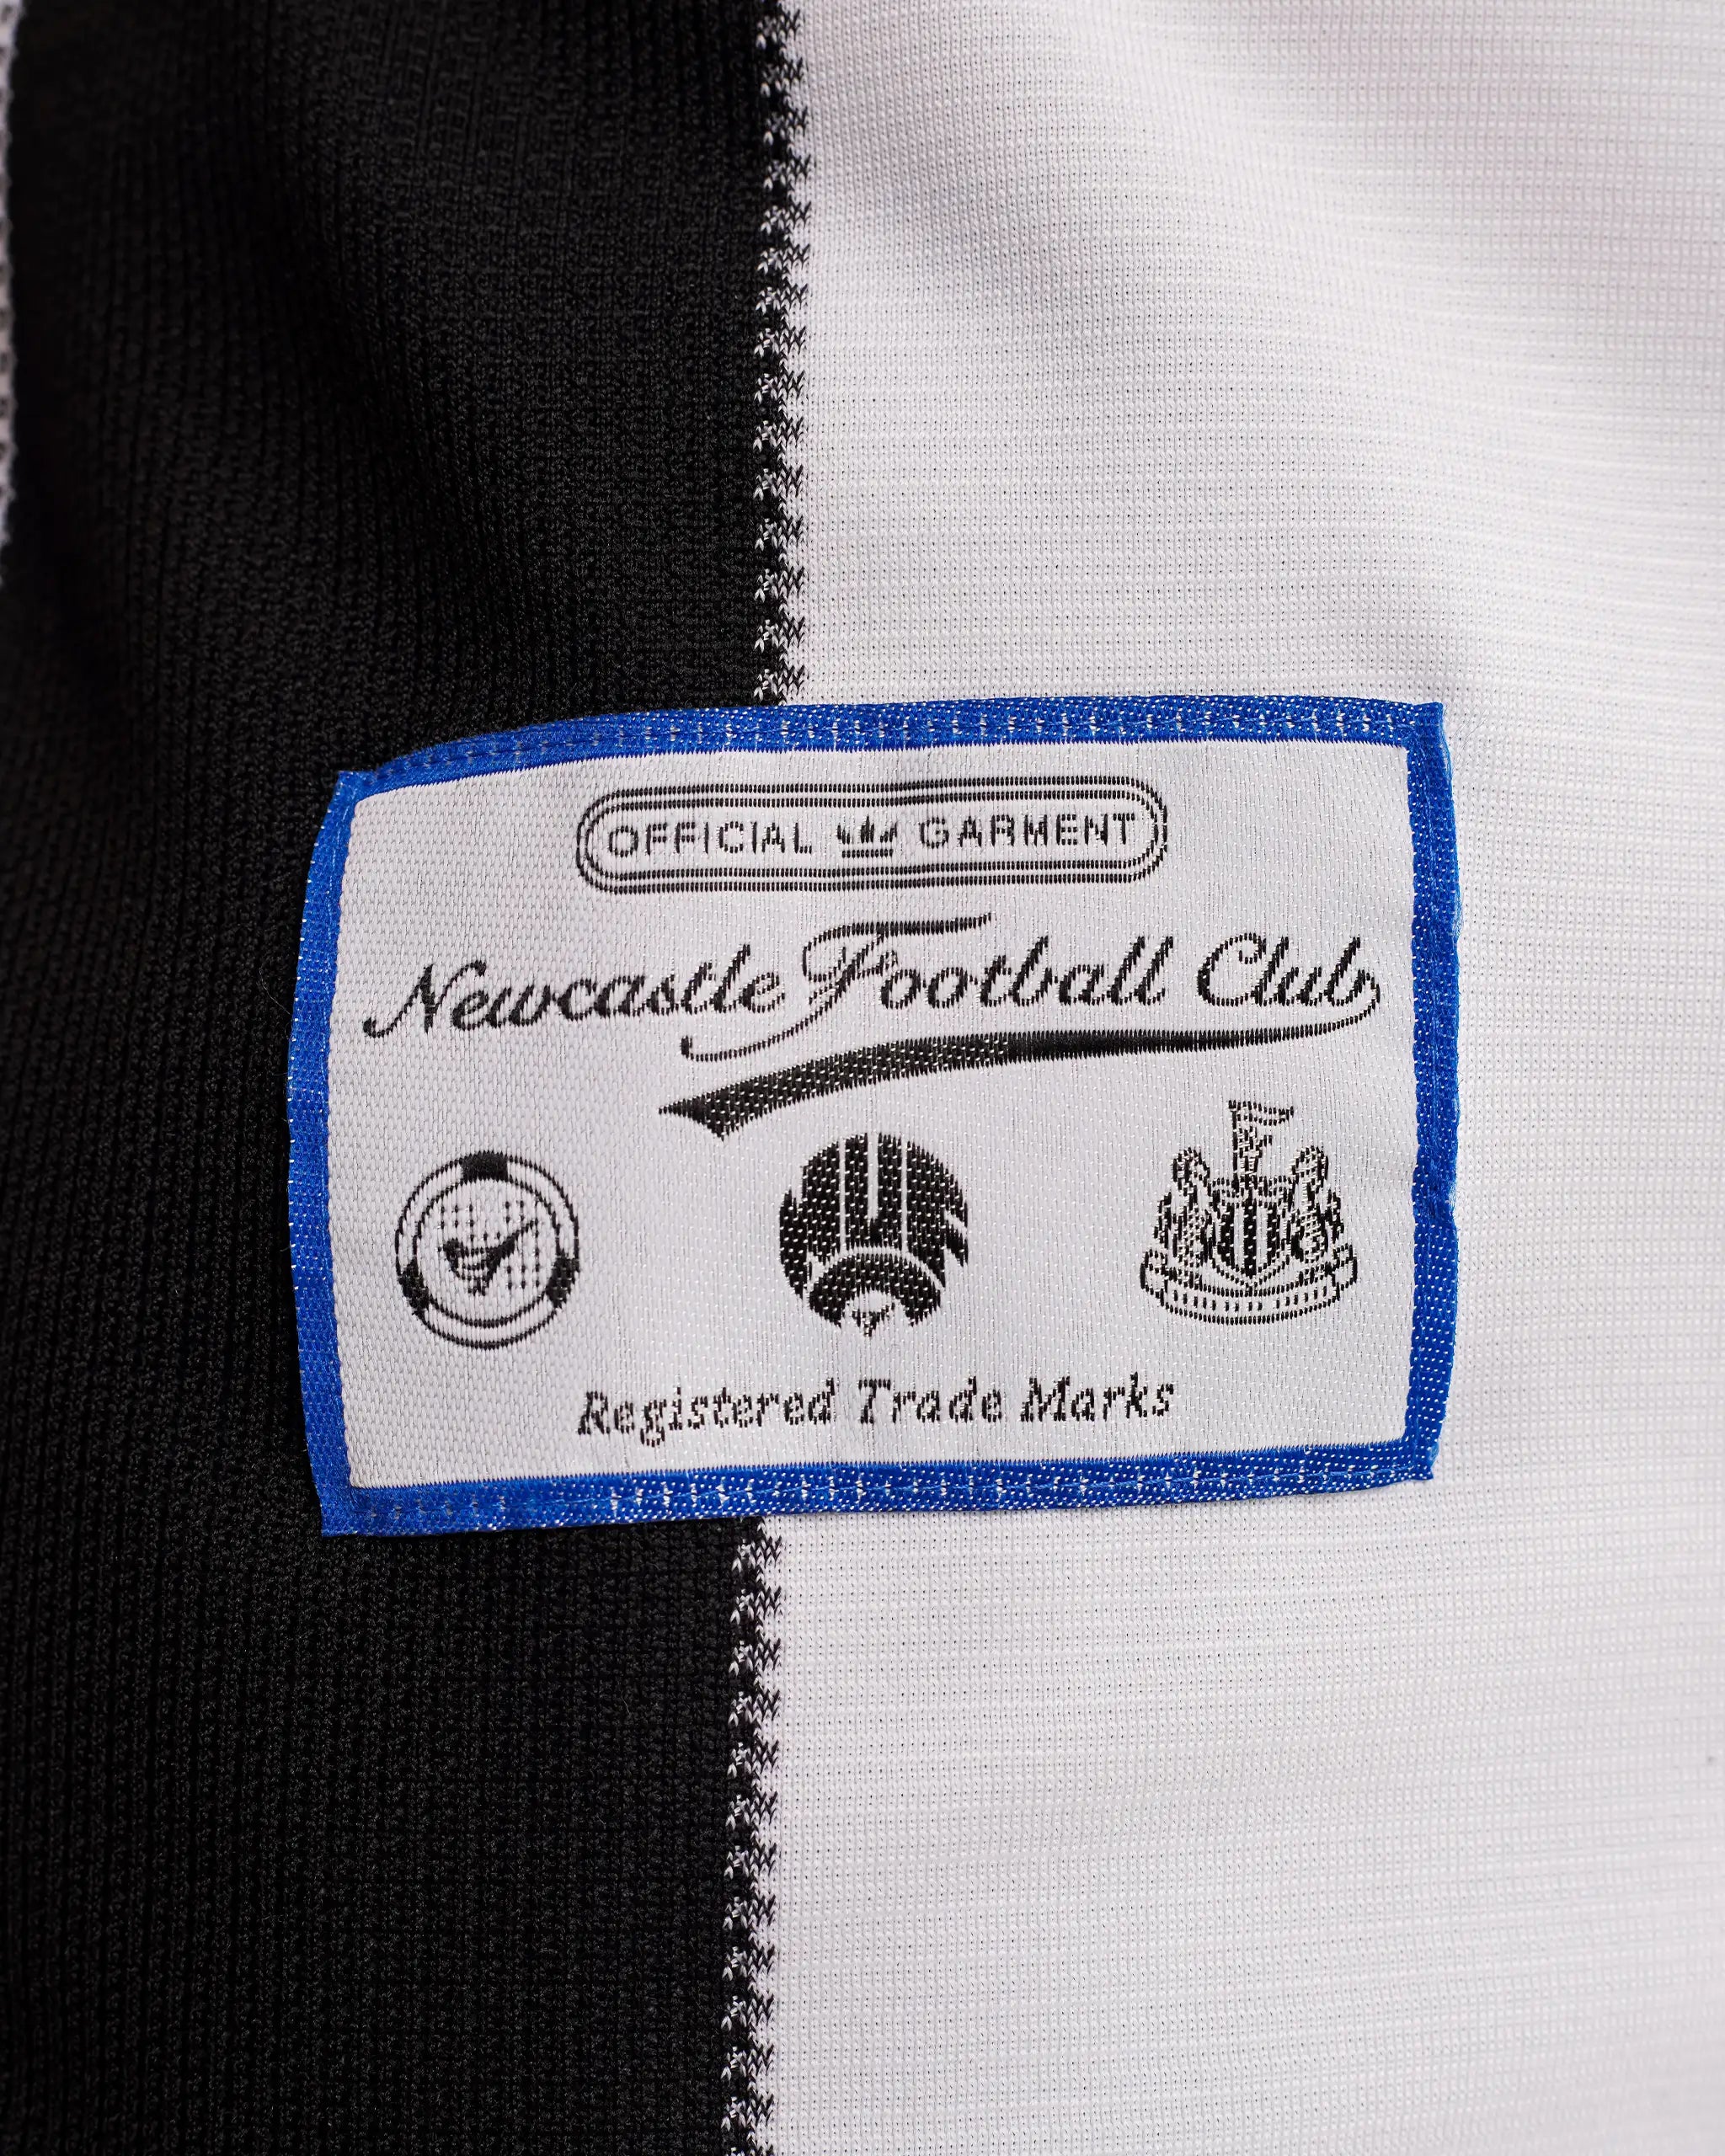 OFFICIAL GARMENT
Newcastle Football Club
Registered Trade Marks